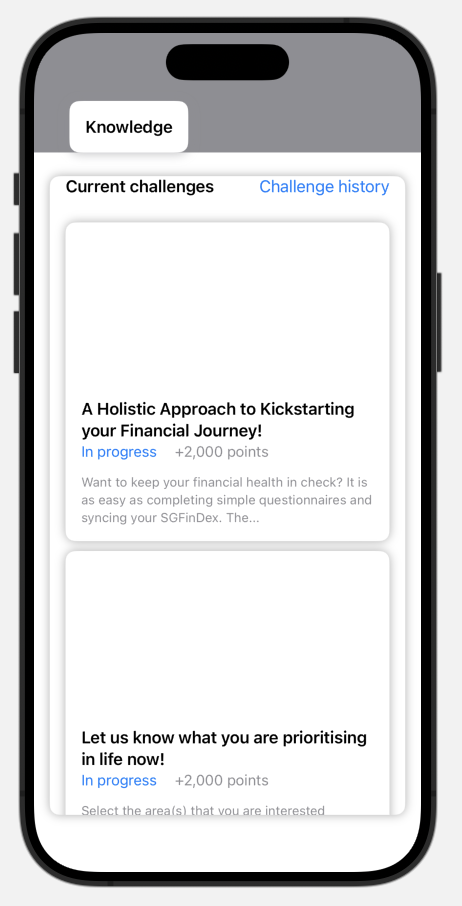 Knowledge
Current challenges Challenge history
A Holistic Approach to Kickstarting
your Financial Journey!
In progress +2,000 points
Want to keep your financial health in check? It is
as easy as completing simple questionnaires and
syncing your SGFinDex. The...
Let us know what you are prioritising
in life now!
In progress +2,000 points
Select the area(s) that you are interested